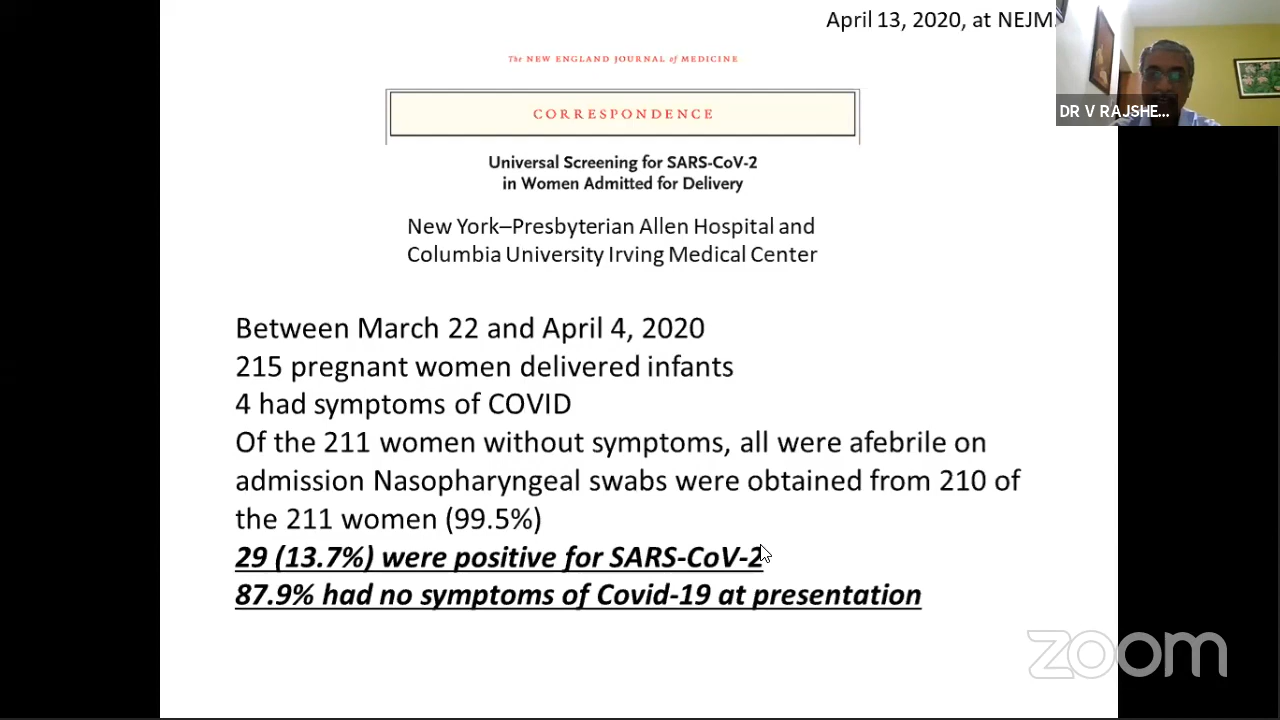 April 13, 2020, at NEJM.
The NEW ENGLAND JOURNAL of MEDICINE
DR V RAJSHE...
CORRESPONDENCE
Universal Screening for SARS-CoV-2
in Women Admitted for Delivery
New York–Presbyterian Allen Hospital and
Columbia University Irving Medical Center
Between March 22 and April 4, 2020
215 pregnant women delivered infants
4 had symptoms of COVID
Of the 211 women without symptoms, all were afebrile on
admission Nasopharyngeal swabs were obtained from 210 of
the 211 women (99.5%)
29 (13.7%) were positive for SARS-CoV-2
87.9% had no symptoms of Covid-19 at presentation
zoom